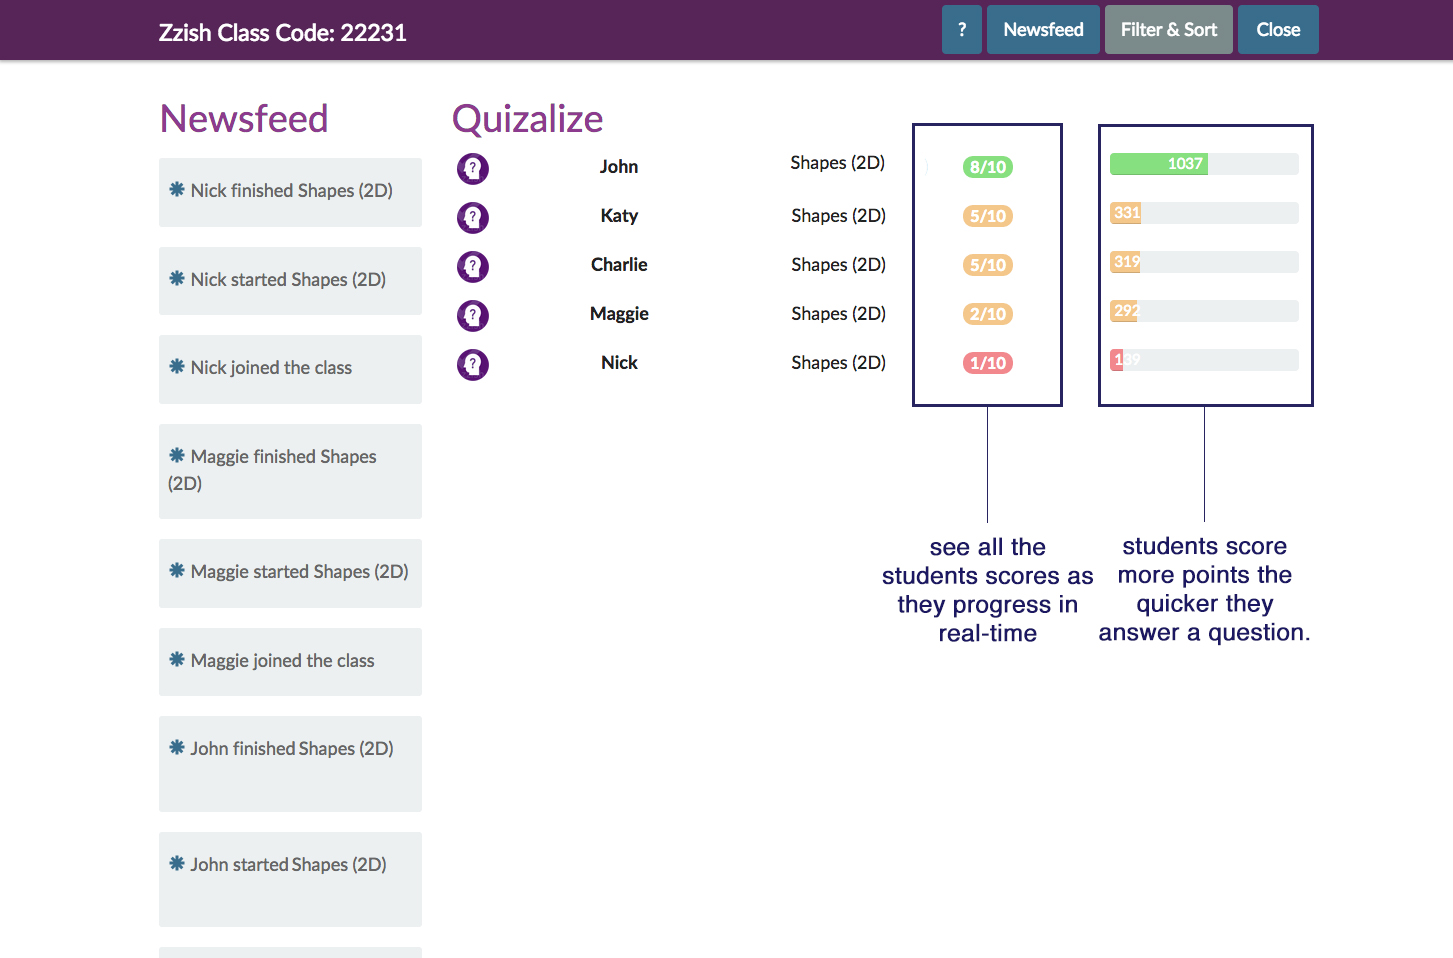 Zzish Class Code: 22231
? Newsfeed Filter & Sort Close
Newsfeed
Nick finished Shapes (2D)
Nick started Shapes (2D)
Nick joined the class
Maggie finished Shapes
(2D)
Maggie started Shapes (2D)
Maggie joined the class
John finished Shapes (2D)
John started Shapes (2D)
Quizalize
? John Shapes (2D) 8/10 1037
? Katy Shapes (2D) 5/10 331
? Charlie Shapes (2D) 5/10 319
? Maggie Shapes (2D) 2/10 292
? Nick Shapes (2D) 1/10 139
see all the
students scores as
they progress in
real-time
students score
more points the
quicker they
answer a question.